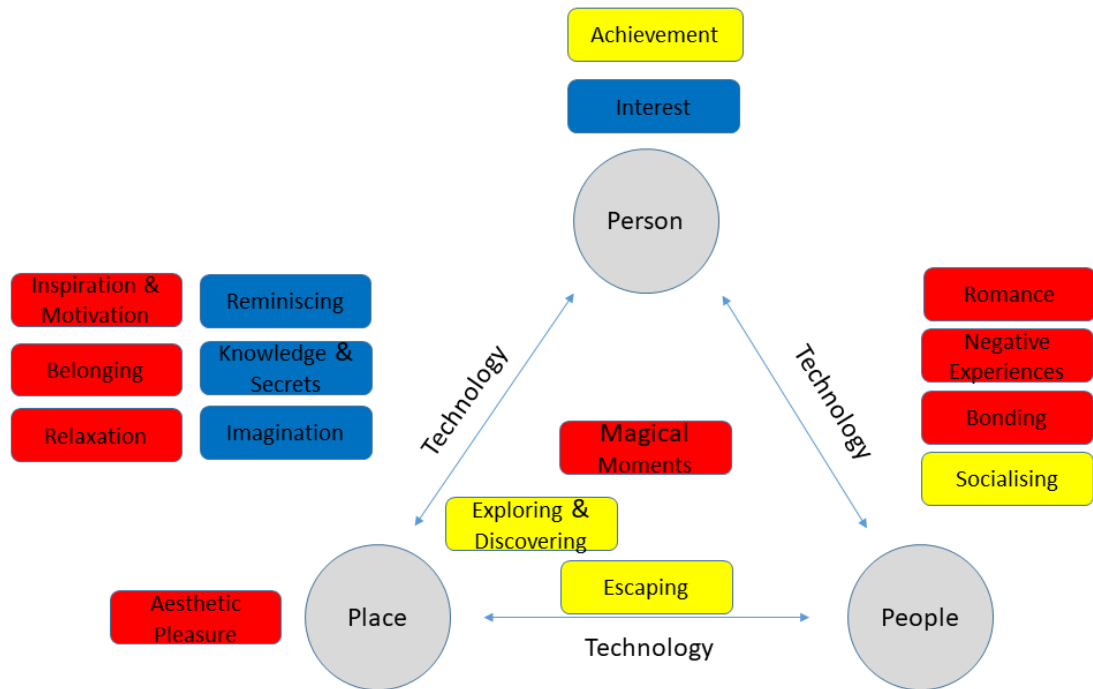 Achievement
Interest
Person
Inspiration &
Motivation
Reminiscing
Belonging
Knowledge &
Secrets
Relaxation
Imagination
Technology
Technology
Romance
Negative
Experiences
Bonding
Socialising
Magical
Moments
Exploring &
Discovering
Escaping
Aesthetic
Pleasure
Place
People
Technology